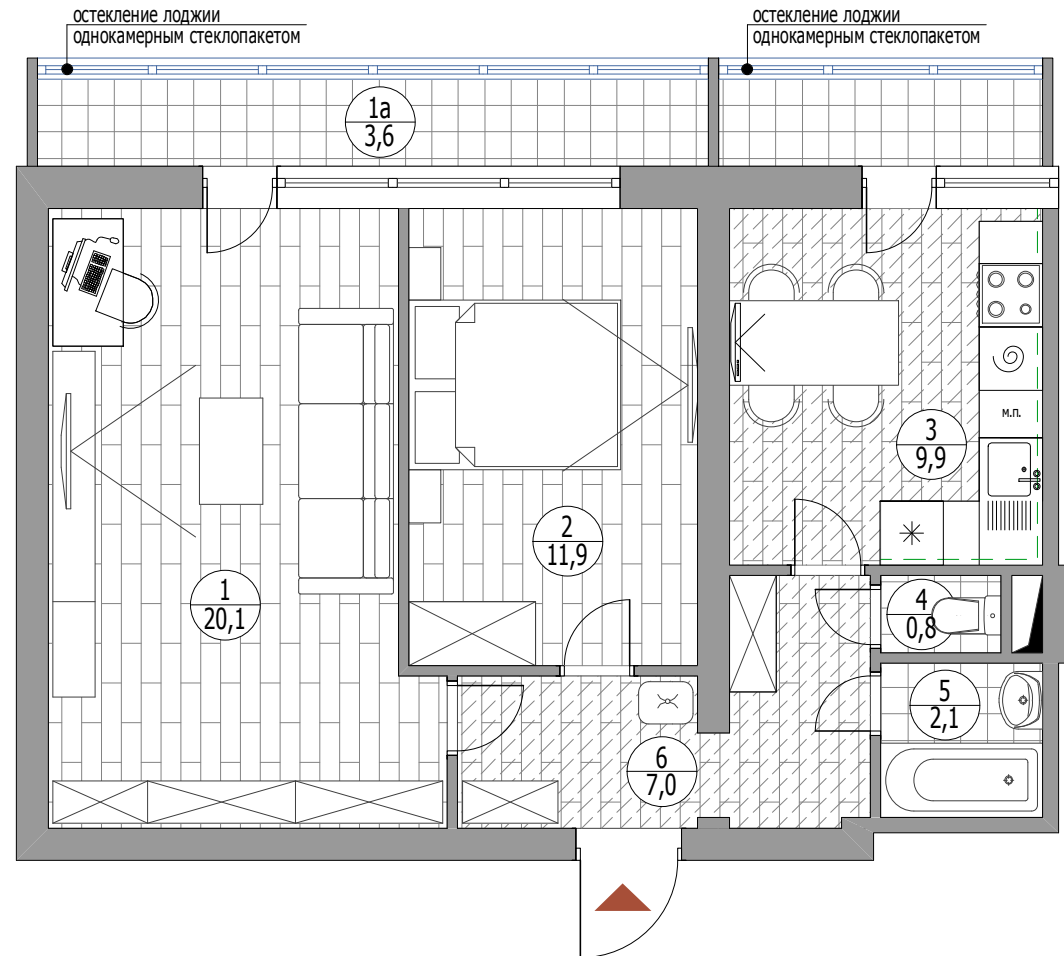 остекление лоджии
однокамерным стеклопакетом
остекление лоджии
однокамерным стеклопакетом
1а
3,6
м.п.
3
9,9
2
11,9
1
20,1
4
0,8
5
2,1
6
7,0